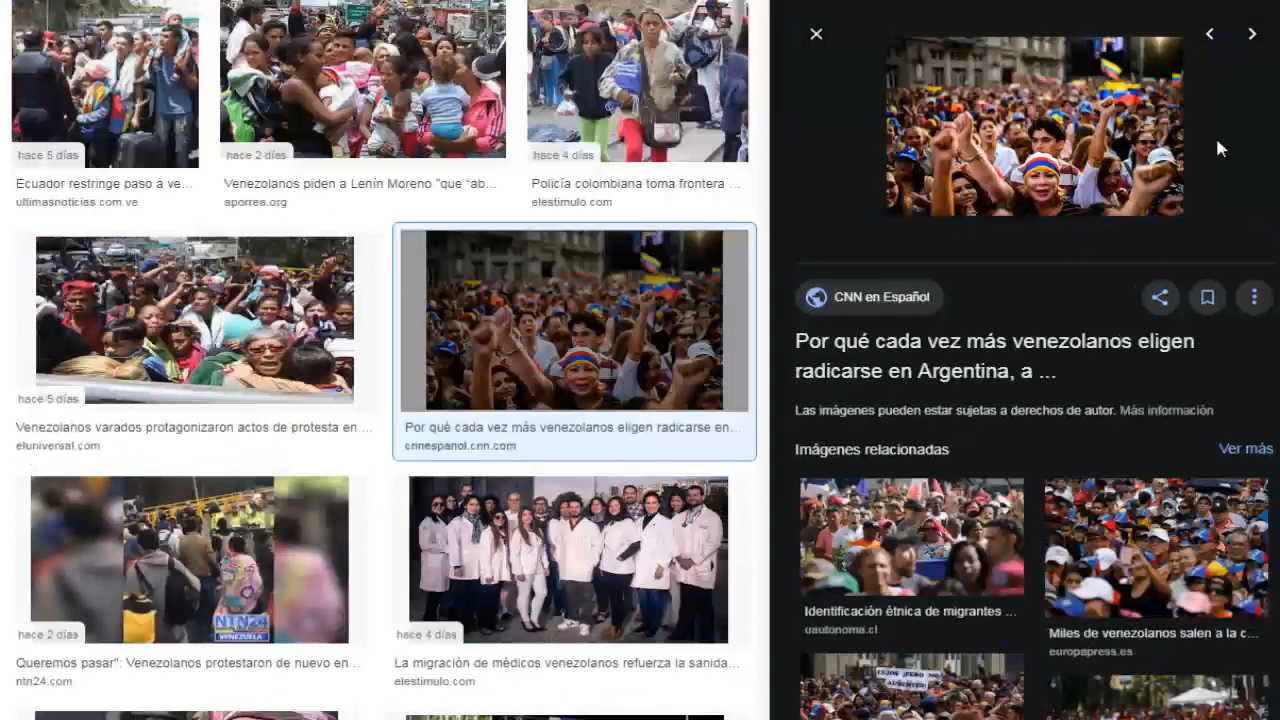 hace 5 días
hace 2 días
hace 4 días
Ecuador restringe paso a ve...
ultimasnoticias.com.ve
Venezolanos piden a Lenín Moreno "que “ab...
aporrea.org
Policía colombiana toma frontera ...
elestimulo.com
hace 5 días
Venezolanos varados protagonizaron actos de protesta en ...
eluniversal.com
Por qué cada vez más venezolanos eligen radicarse en...
cnnespanol.cnn.com
NTN24
VENEZUELA
hace 2 días
hace 4 días
Queremos pasar": Venezolanos protestaron de nuevo en...
ntn24.com
La migración de médicos venezolanos refuerza la sanida...
elestimulo.com
CNN en Español
Por qué cada vez más venezolanos eligen
radicarse en Argentina, a ...
Las imágenes pueden estar sujetas a derechos de autor. Más información
Imágenes relacionadas
Ver más
Identificación étnica de migrantes ...
uautonoma.cl
Miles de venezolanos salen a la c...
europapress.es